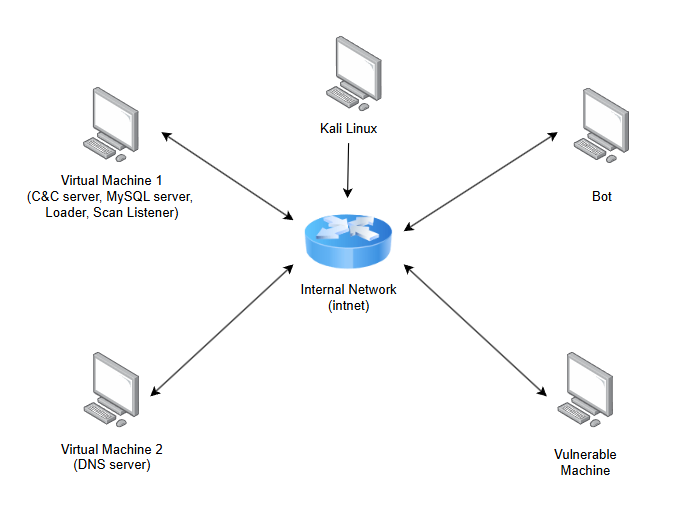 Kali Linux
Virtual Machine 1
(C&C server, MySQL server,
Loader, Scan Listener)
Bot
Internal Network
(intnet)
Virtual Machine 2
(DNS server)
Vulnerable
Machine